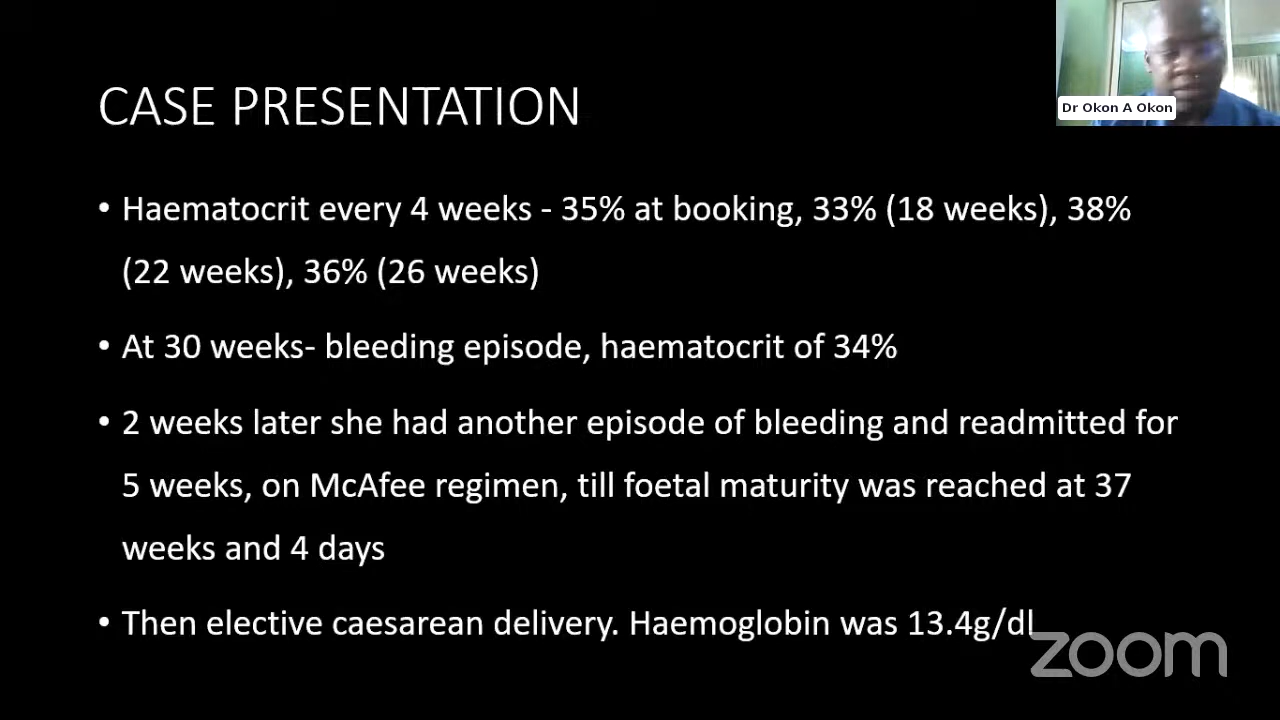 Dr Okon A Okon
CASE PRESENTATION
• Haematocrit every 4 weeks - 35% at booking, 33% (18 weeks), 38%
(22 weeks), 36% (26 weeks)
• At 30 weeks- bleeding episode, haematocrit of 34%
• 2 weeks later she had another episode of bleeding and readmitted for
5 weeks, on McAfee regimen, till foetal maturity was reached at 37
weeks and 4 days
• Then elective caesarean delivery. Haemoglobin was 13.4g/dl
zoom